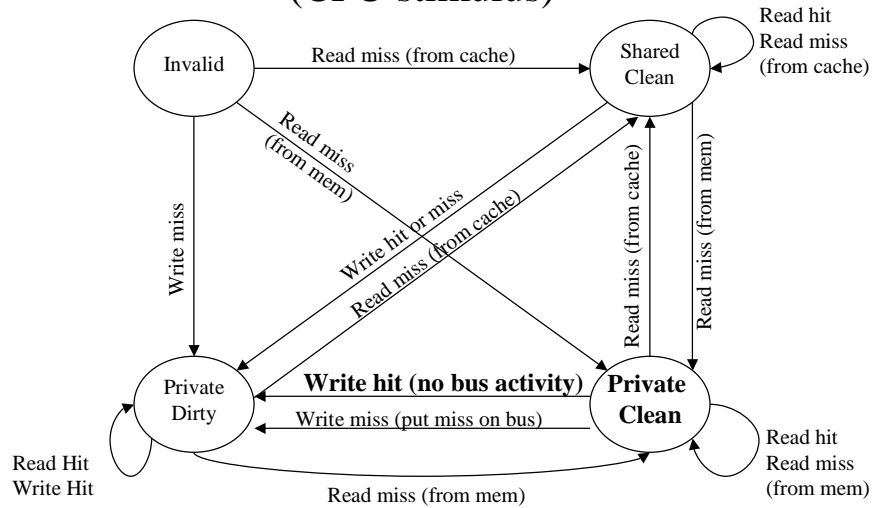 (CPU stimulus)
Read hit
Read miss
(from cache)
Invalid
Read miss (from cache)
Shared
Clean
Read miss
(from mem)
Write miss
Write hit or miss
Read miss (from cache)
Read miss (from cache)
Read miss (from mem)
Private
Dirty
Write hit (no bus activity)
Write miss (put miss on bus)
Private
Clean
Read Hit
Write Hit
Read miss (from mem)
Read hit
Read miss
(from mem)